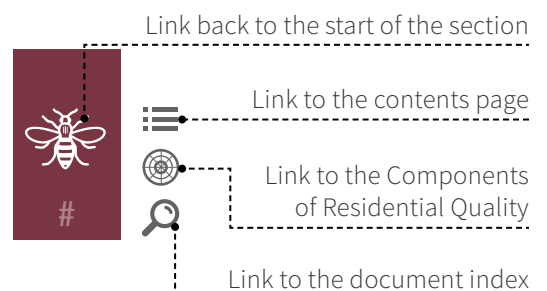 Link back to the start of the section
Link to the contents page
Link to the Components
of Residential Quality
#
Link to the document index